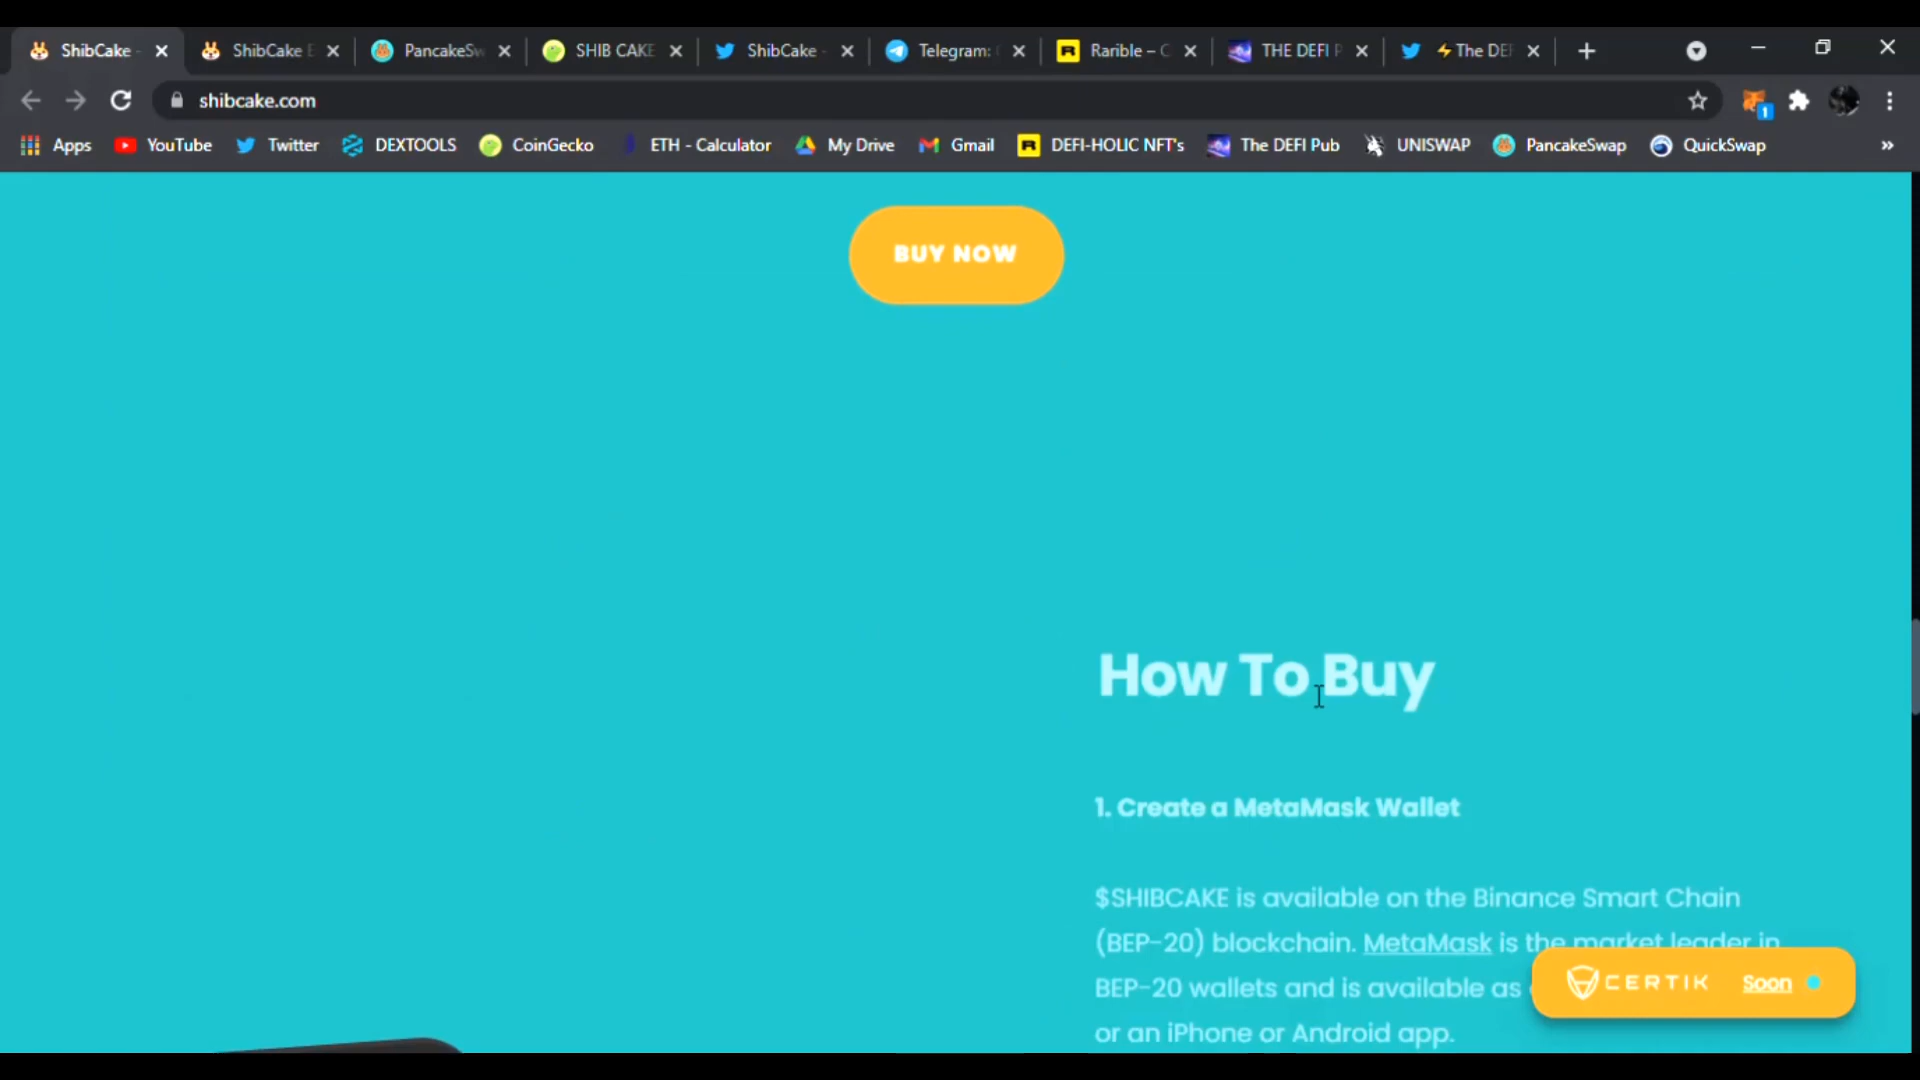 ShibCake -
ShibCake E
PancakeSw
SHIB CAKE
ShibCake -
Telegram:
Rarible – C
THE DEFI P
⚡The DEF
shibcake.com
1
Apps
YouTube
Twitter
DEXTOOLS
CoinGecko
ETH - Calculator
My Drive
Gmail
R
DEFI-HOLIC NFT's
The DEFI Pub
UNISWAP
PancakeSwap
QuickSwap
»
BUY NOW
How To Buy
1. Create a MetaMask Wallet
$SHIBCAKE is available on the Binance Smart Chain
(BEP-20) blockchain. MetaMask is the market leader in
BEP-20 wallets and is available as
or an iPhone or Android app.
CERTIK Soon